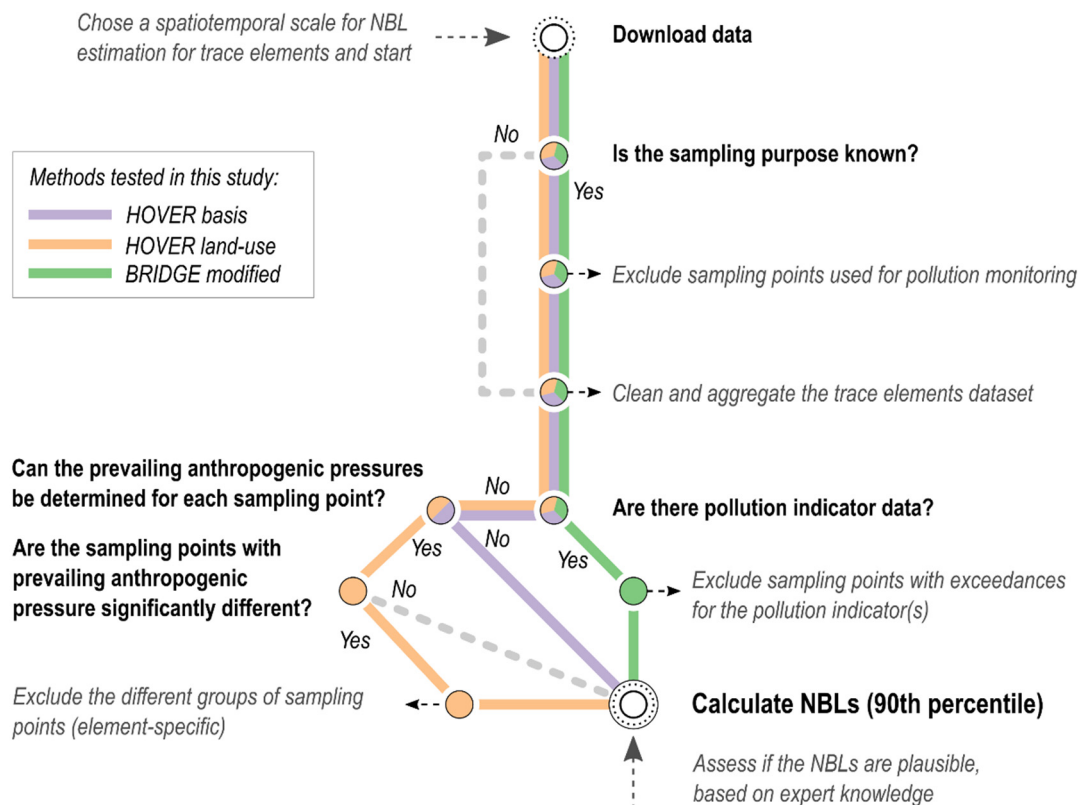 Chose a spatiotemporal scale for NBL
estimation for trace elements and start
Download data
No
Is the sampling purpose known?
Yes
Methods tested in this study:
HOVER basis
HOVER land-use
BRIDGE modified
Exclude sampling points used for pollution monitoring
Clean and aggregate the trace elements dataset
Can the prevailing anthropogenic pressures
be determined for each sampling point?
No
Are there pollution indicator data?
Yes
No
Yes
Are the sampling points with
prevailing anthropogenic
pressure significantly different?
No
Yes
Exclude sampling points with exceedances
for the pollution indicator(s)
Exclude the different groups of sampling
points (element-specific)
Calculate NBLs (90th percentile)
Assess if the NBLs are plausible,
based on expert knowledge